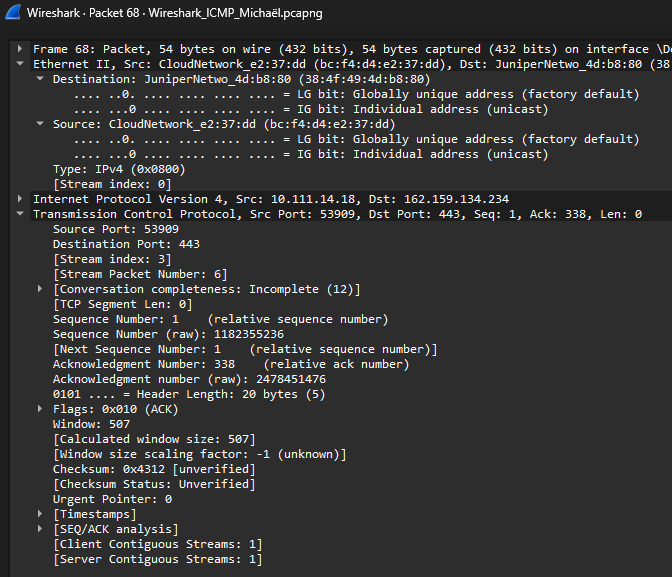 Wireshark · Packet 68 · Wireshark_ICMP_Michaël.pcapng
Frame 68: Packet, 54 bytes on wire (432 bits), 54 bytes captured (432 bits) on interface \De
Ethernet II, Src: CloudNetwork_e2:37:dd (bc:f4:d4:e2:37:dd), Dst: JuniperNetwo_4d:b8:80 (38
Destination: JuniperNetwo_4d:b8:80 (38:4f:49:4d:b8:80)
.... ..0. .... .... .... .... = LG bit: Globally unique address (factory default)
.... ...0 .... .... .... .... = IG bit: Individual address (unicast)
Source: CloudNetwork_e2:37:dd (bc:f4:d4:e2:37:dd)
.... ..0. .... .... .... .... = LG bit: Globally unique address (factory default)
.... ...0 .... .... .... .... = IG bit: Individual address (unicast)
Type: IPv4 (0x0800)
[Stream index: 0]
Internet Protocol Version 4, Src: 10.111.14.18, Dst: 162.159.134.234
Transmission Control Protocol, Src Port: 53909, Dst Port: 443, Seq: 1, Ack: 338, Len: 0
Source Port: 53909
Destination Port: 443
[Stream index: 3]
[Stream Packet Number: 6]
[Conversation completeness: Incomplete (12)]
[TCP Segment Len: 0]
Sequence Number: 1    (relative sequence number)
Sequence Number (raw): 1182355236
[Next Sequence Number: 1    (relative sequence number)]
Acknowledgment Number: 338    (relative ack number)
Acknowledgment number (raw): 2478451476
0101 .... = Header Length: 20 bytes (5)
Flags: 0x010 (ACK)
Window: 507
[Calculated window size: 507]
[Window size scaling factor: -1 (unknown)]
Checksum: 0x4312 [unverified]
[Checksum Status: Unverified]
Urgent Pointer: 0
[Timestamps]
[SEQ/ACK analysis]
[Client Contiguous Streams: 1]
[Server Contiguous Streams: 1]